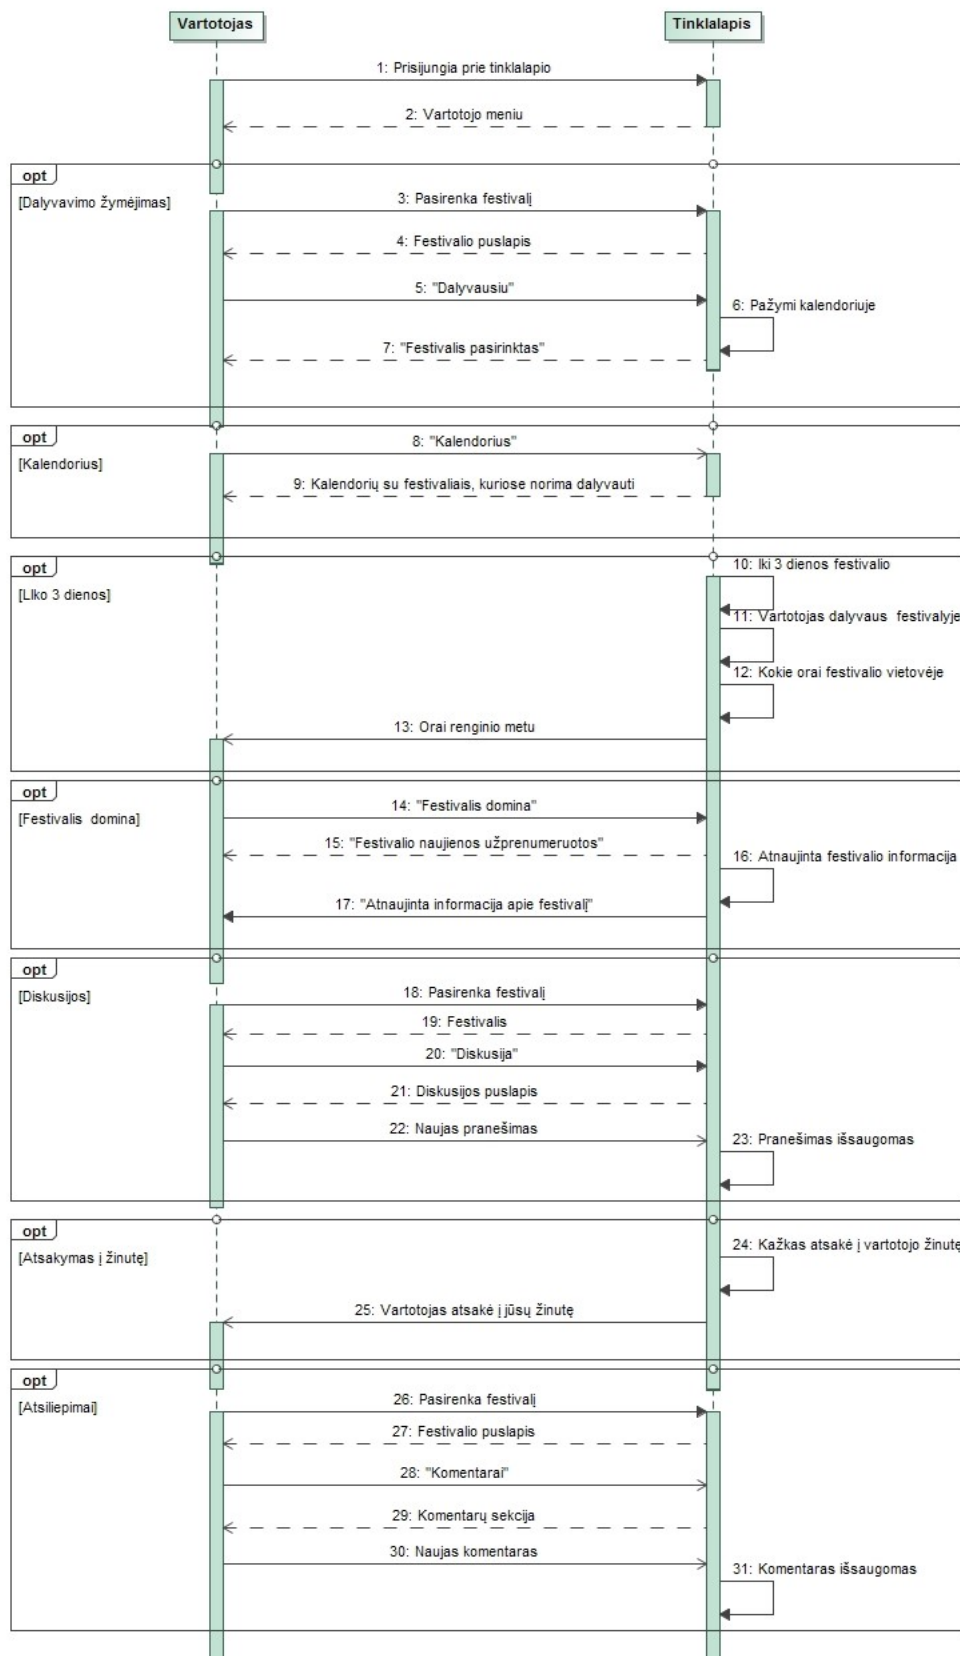 Vartotojas
Tinklalapis
1: Prisijungia prie tinklalapio
2: Vartotojo meniu
opt
[Dalyvavimo žymėjimas]
3: Pasirenka festivalį
4: Festivalio puslapis
5: "Dalyvausiu"
6: Pažymi kalendoriuje
7: "Festivalis pasirinktas"
opt
[Kalendorius]
8: "Kalendorius"
9: Kalendorių su festivaliais, kuriose norima dalyvauti
opt
[LIko 3 dienos]
10: Iki 3 dienos festivalio
11: Vartotojas dalyvaus festivalyje
12: Kokie orai festivalio vietovėje
13: Orai renginio metu
opt
[Festivalis domina]
14: "Festivalis domina"
15: "Festivalio naujienos užprenumeruotos"
16: Atnaujinta festivalio informacija
17: "Atnaujinta informacija apie festivalį"
opt
[Diskusijos]
18: Pasirenka festivalį
19: Festivalis
20: "Diskusija"
21: Diskusijos puslapis
22: Naujas pranešimas
23: Pranešimas išsaugomas
opt
[Atsakymas į žinutę]
24: Kažkas atsakė į vartotojo žinutę
25: Vartotojas atsakė į jūsų žinutę
opt
[Atsiliepimai]
26: Pasirenka festivalį
27: Festivalio puslapis
28: "Komentarai"
29: Komentarų sekcija
30: Naujas komentaras
31: Komentaras išsaugomas